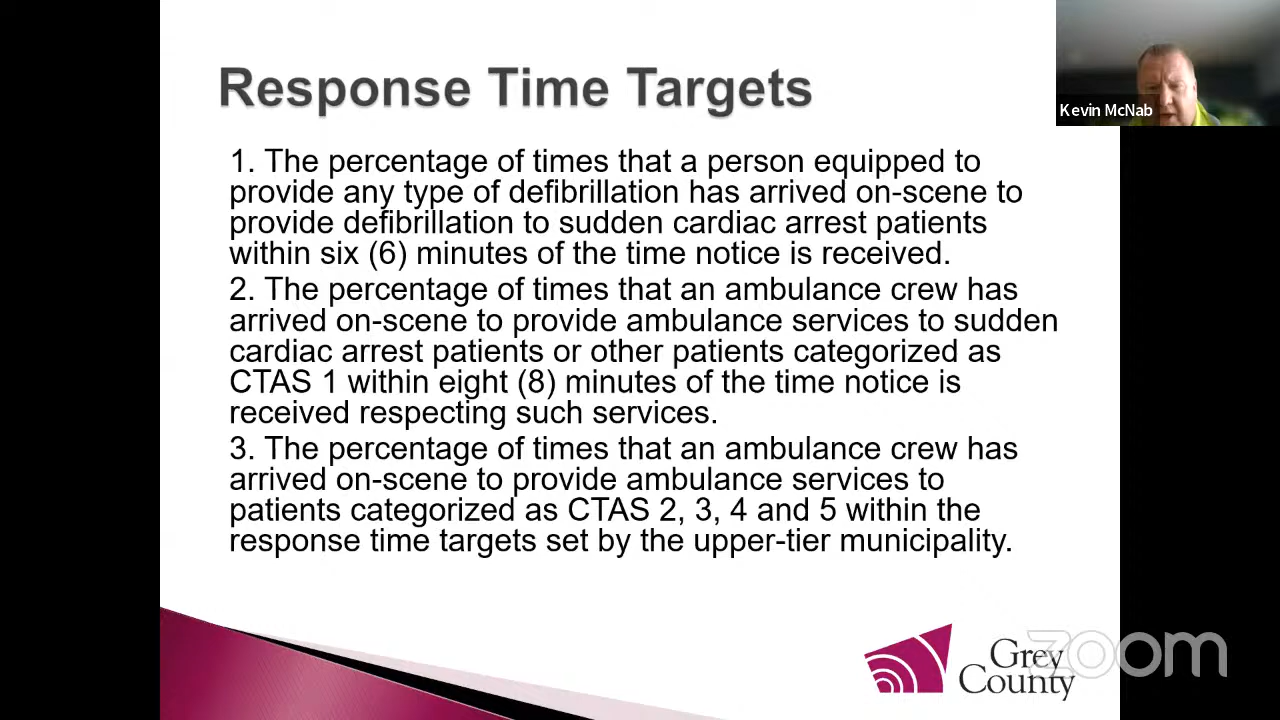 Response Time Targets
Kevin McNab
1. The percentage of times that a person equipped to
provide any type of defibrillation has arrived on-scene to
provide defibrillation to sudden cardiac arrest patients
within six (6) minutes of the time notice is received.
2. The percentage of times that an ambulance crew has
arrived on-scene to provide ambulance services to sudden
cardiac arrest patients or other patients categorized as
CTAS 1 within eight (8) minutes of the time notice is
received respecting such services.
3. The percentage of times that an ambulance crew has
arrived on-scene to provide ambulance services to
patients categorized as CTAS 2, 3, 4 and 5 within the
response time targets set by the upper-tier municipality.
Grey
County
zoom